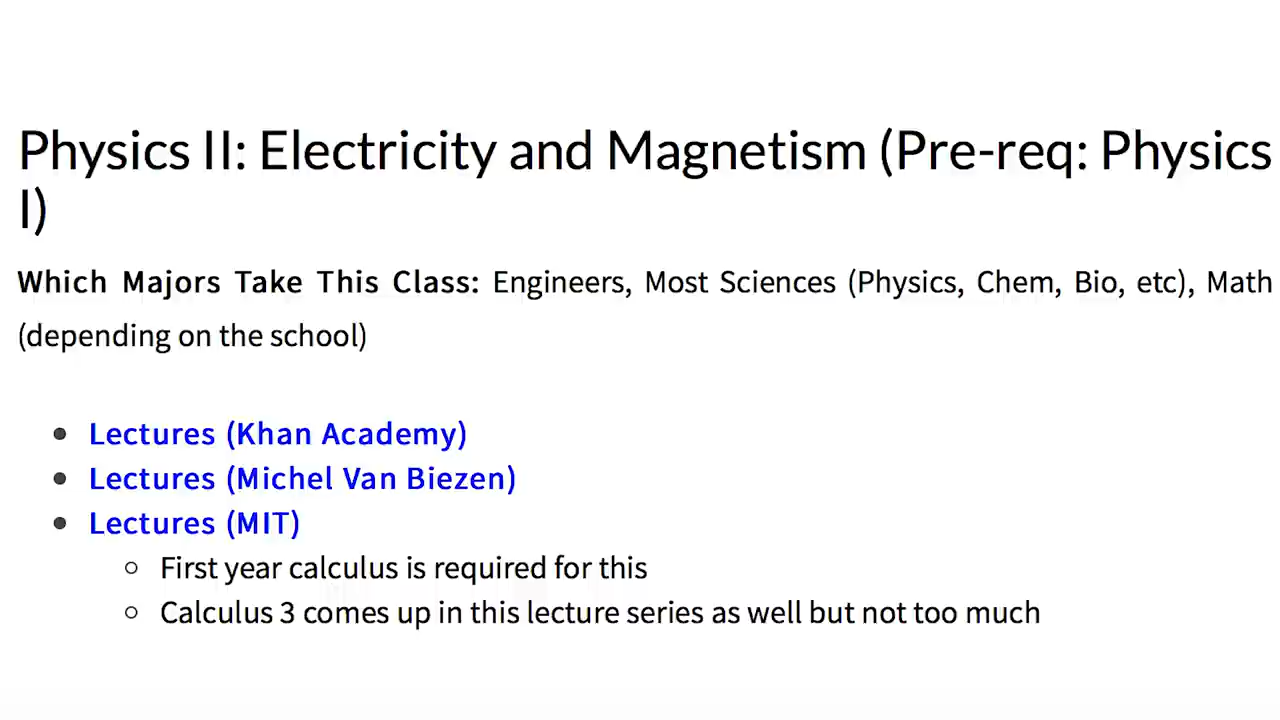 Physics II: Electricity and Magnetism (Pre-req: Physics
I)
Which Majors Take This Class: Engineers, Most Sciences (Physics, Chem, Bio, etc), Math
(depending on the school)
Lectures (Khan Academy)
Lectures (Michel Van Biezen)
Lectures (MIT)
First year calculus is required for this
Calculus 3 comes up in this lecture series as well but not too much